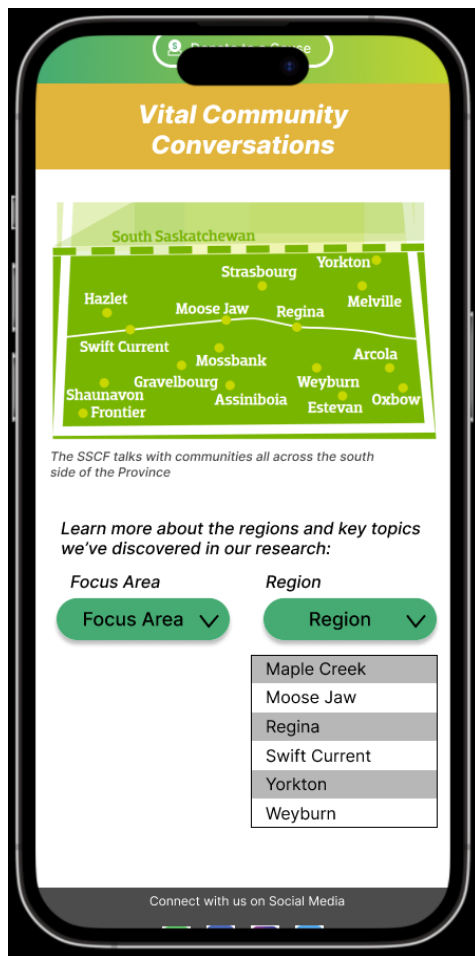 Donate to a Cause
Vital Community
Conversations
South Saskatchewan
Yorkton
Strasbourg
Hazlet
Melville
Moose Jaw
Regina
Swift Current
Mossbank
Arcola
Gravelbourg
Weyburn
Shaunavon
Assiniboia
Oxbow
Estevan
Frontier
The SSCF talks with communities all across the south
side of the Province
Learn more about the regions and key topics
we've discovered in our research:
Focus Area
Region
Focus Area
Region
Maple Creek
Moose Jaw
Regina
Swift Current
Yorkton
Weyburn
Connect with us on Social Media